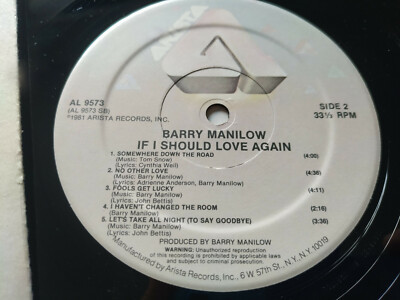 ARISTA
AL 9573
(AL 9573 SB)
℗1981 ARISTA RECORDS, INC.
SIDE 2
33⅓ RPM
BARRY MANILOW
IF I SHOULD LOVE AGAIN
1. SOMEWHERE DOWN THE ROAD (4:00)
(Music: Tom Snow)
(Lyrics: Cynthia Weil)
2. NO OTHER LOVE
(Music: Barry Manilow)
(Lyrics: Adrienne Anderson, Barry Manilow)
3. FOOLS GET LUCKY (4:11)
(Music: Barry Manilow)
(Lyrics: John Bettis)
4. I HAVEN'T CHANGED THE ROOM (2:16)
(Barry Manilow)
5. LET'S TAKE ALL NIGHT (TO SAY GOODBYE) (3:36)
(Music: Barry Manilow)
(Lyrics: John Bettis)
PRODUCED BY BARRY MANILOW
WARNING: Unauthorized reproduction
of this recording is prohibited by applicable laws
and subject to criminal prosecution.
Manufactured by Arista Records, Inc., 6 W 57th St., N.Y., N.Y. 10019